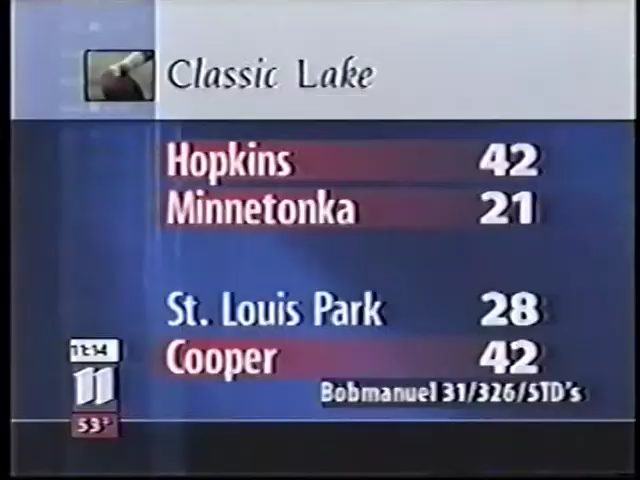 Classic Lake
Hopkins 42
Minnetonka 21
St. Louis Park 28
Cooper 42
Bobmanuel 31/326/5TD's
11:14
11
53°